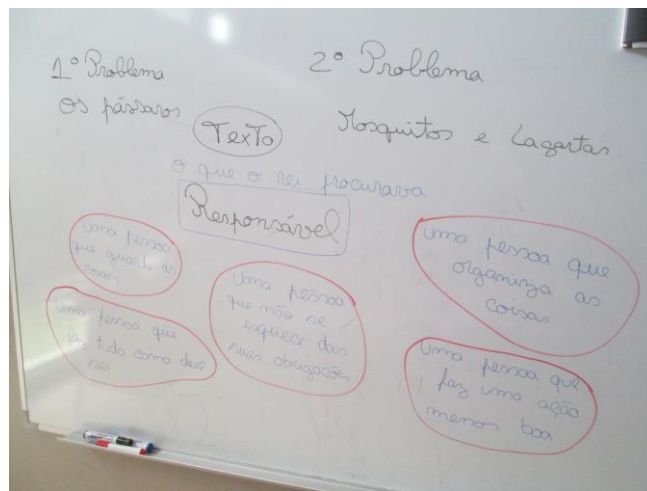 1º Problema
os pássaros
2º Problema
Mosquitos e Lagartas
Texto
o que o rei procurava
Responsável
uma pessoa
que guarda as
coisas
uma pessoa que
faz tudo como deve
ser
uma pessoa
que não se
esquece das
suas obrigações
uma pessoa que
organiza as
coisas
uma pessoa que
faz uma ação
menos boa